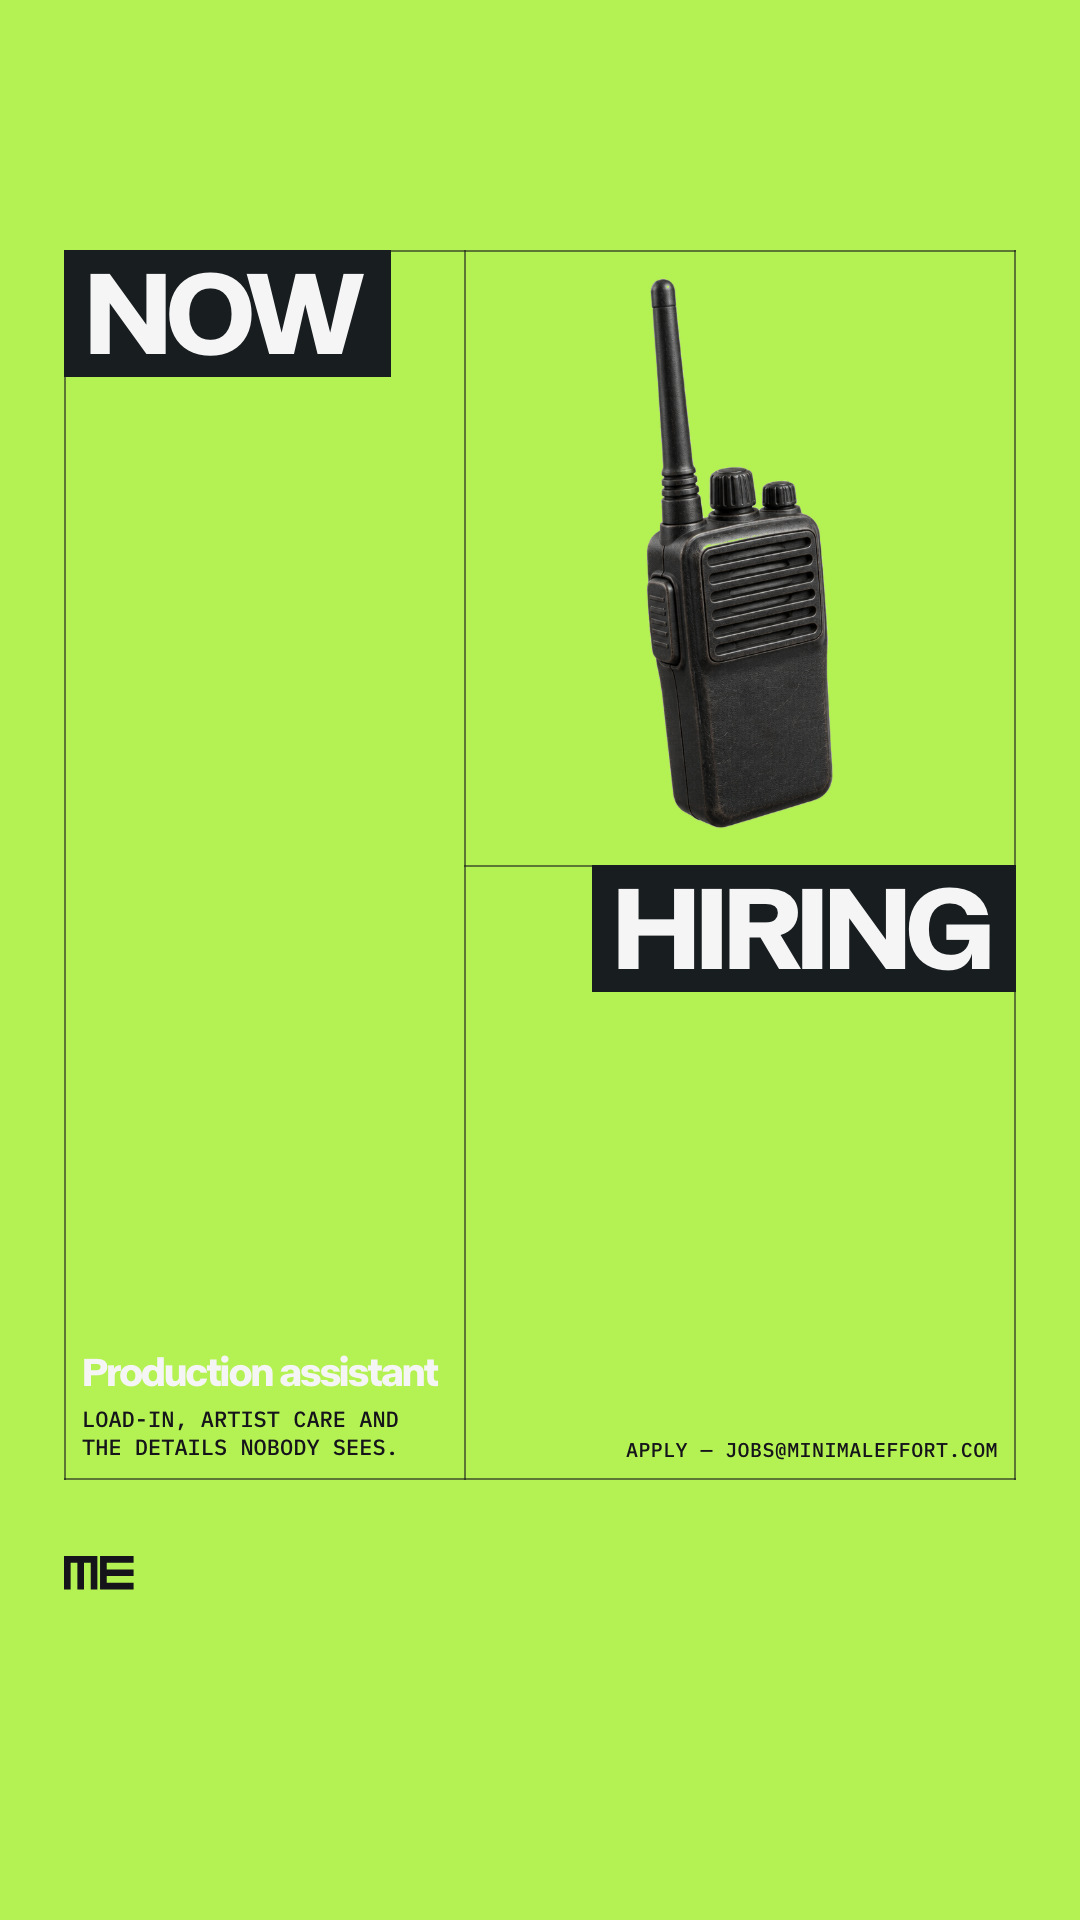 NOW
HIRING
Production assistant
LOAD-IN, ARTIST CARE AND
THE DETAILS NOBODY SEES.
APPLY — JOBS@MINIMALEFFORT.COM
ME